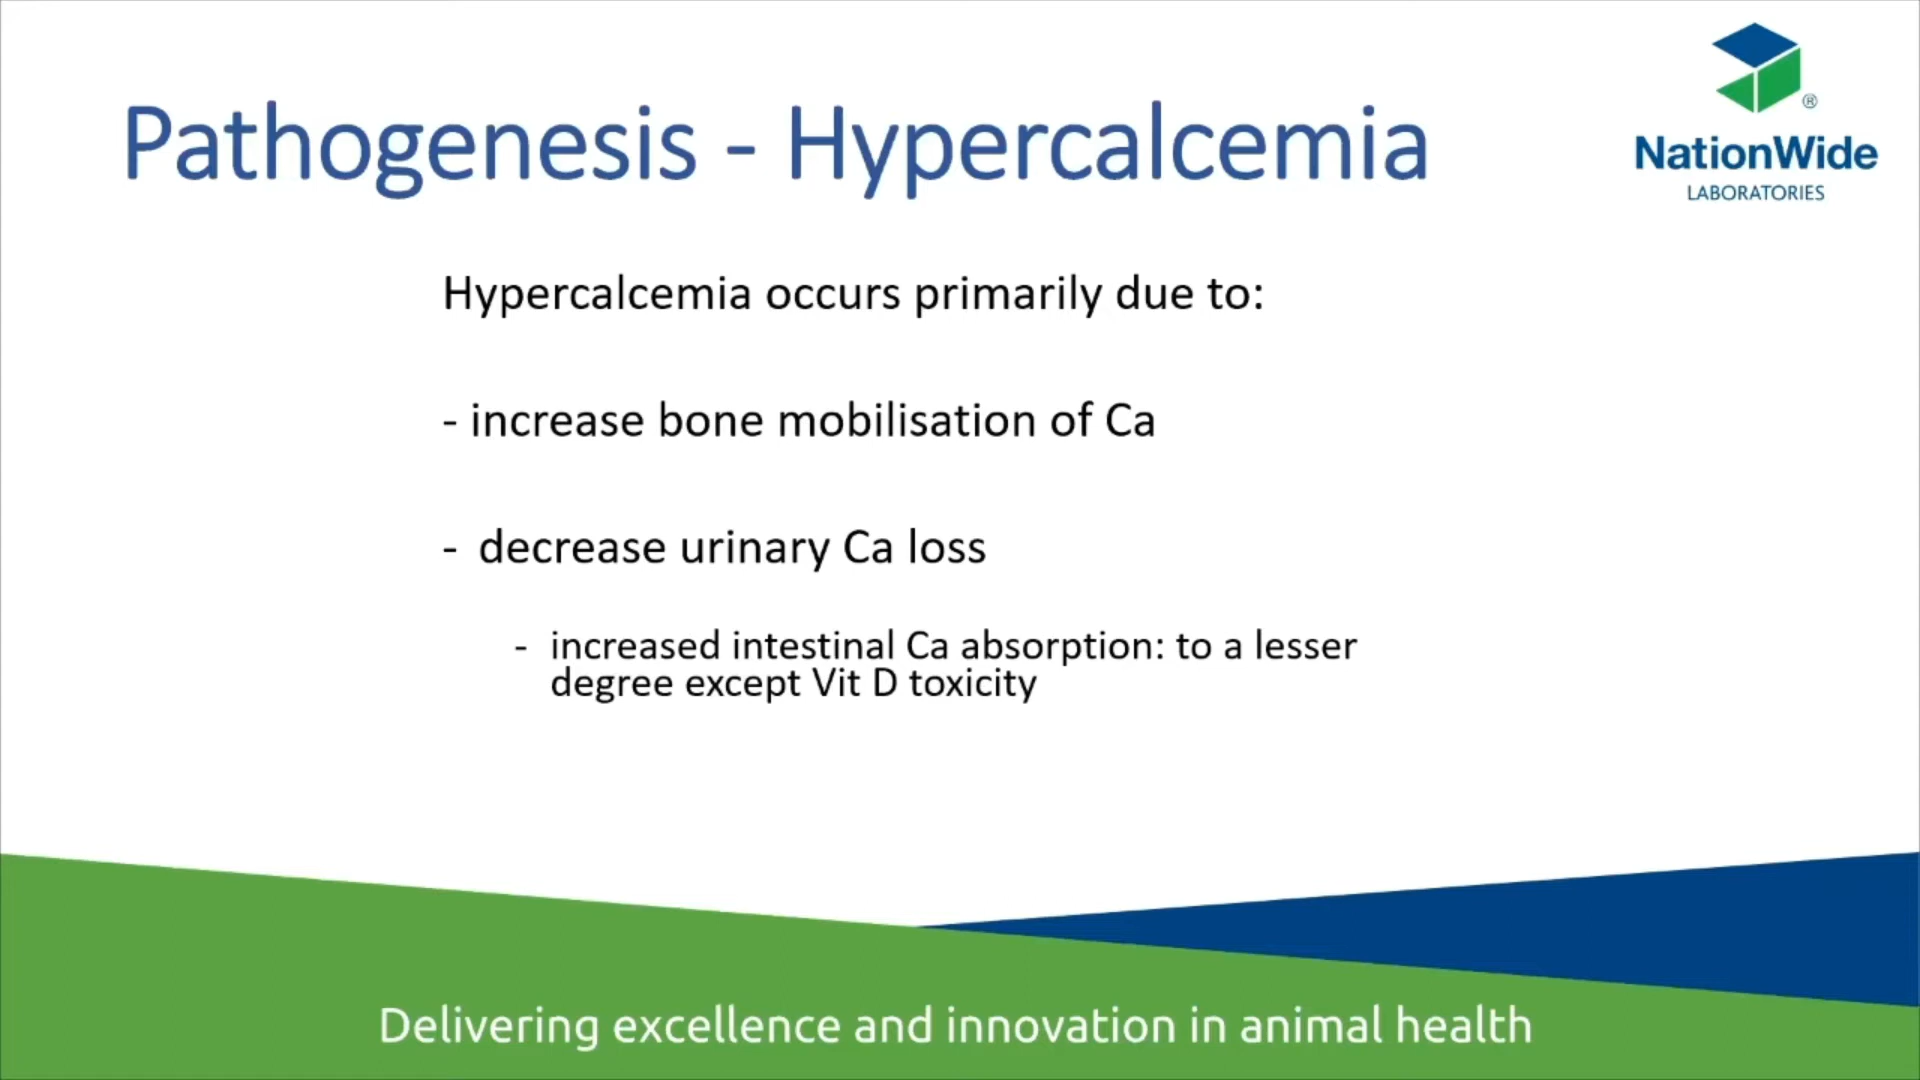 Pathogenesis - Hypercalcemia
®
NationWide
LABORATORIES
Hypercalcemia occurs primarily due to:
- increase bone mobilisation of Ca
- decrease urinary Ca loss
- increased intestinal Ca absorption: to a lesser
degree except Vit D toxicity
Delivering excellence and innovation in animal health